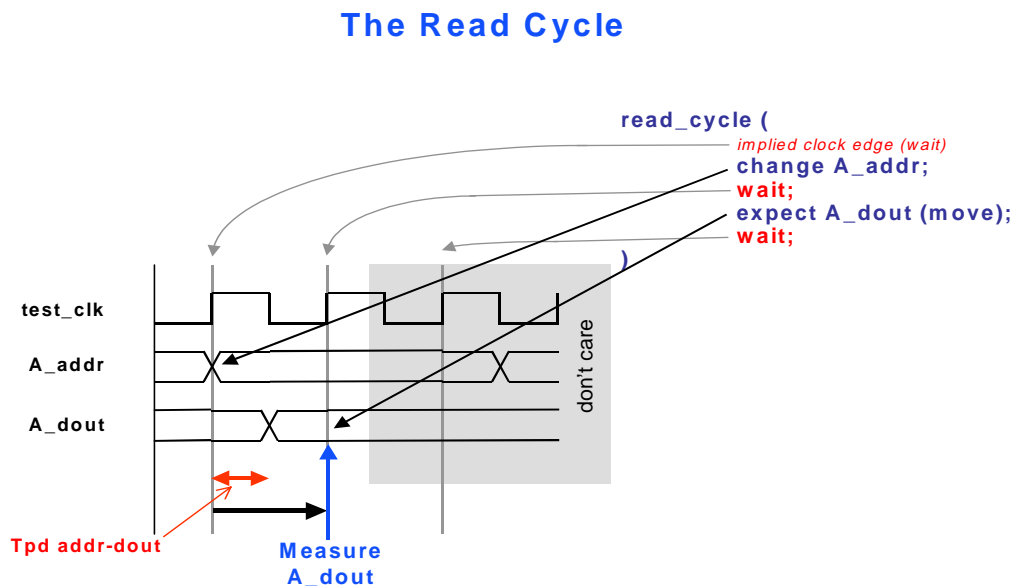 The Read Cycle
read_cycle (
implied clock edge (wait)
change A_addr;
wait;
expect A_dout (move);
wait;
)
test_clk
A_addr
A_dout
don't care
Tpd addr-dout
Measure
A_dout